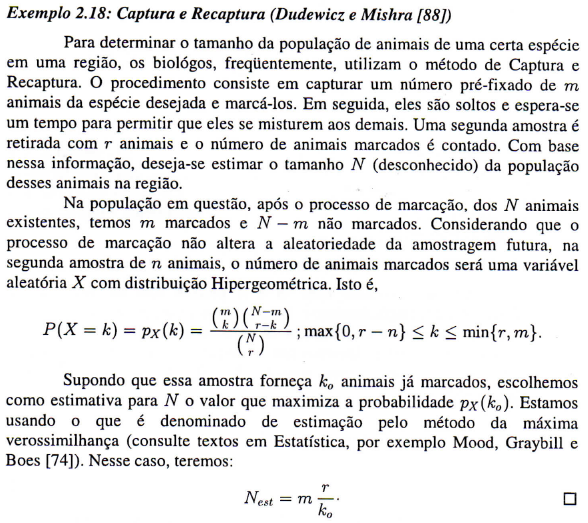 Exemplo 2.18: Captura e Recaptura (Dudewicz e Mishra [88])
Para determinar o tamanho da população de animais de uma certa espécie
em uma região, os biológos, freqüentemente, utilizam o método de Captura e
Recaptura. O procedimento consiste em capturar um número pré-fixado de m
animais da espécie desejada e marcá-los. Em seguida, eles são soltos e espera-se
um tempo para permitir que eles se misturem aos demais. Uma segunda amostra é
retirada com r animais e o número de animais marcados é contado. Com base
nessa informação, deseja-se estimar o tamanho N (desconhecido) da população
desses animais na região.
Na população em questão, após o processo de marcação, dos N animais
existentes, temos m marcados e N − m não marcados. Considerando que o
processo de marcação não altera a aleatoriedade da amostragem futura, na
segunda amostra de n animais, o número de animais marcados será uma variável
aleatória X com distribuição Hipergeométrica. Isto é,
P(X = k) = p_X(k) = \frac{\binom{m}{k}\binom{N-m}{r-k}}{\binom{N}{r}} ; max{0, r − n} ≤ k ≤ min{r, m}.
Supondo que essa amostra forneça k_o animais já marcados, escolhemos
como estimativa para N o valor que maximiza a probabilidade p_X(k_o). Estamos
usando o que é denominado de estimação pelo método da máxima
verossimilhança (consulte textos em Estatística, por exemplo Mood, Graybill e
Boes [74]). Nesse caso, teremos:
N_{est} = m \frac{r}{k_o}. □